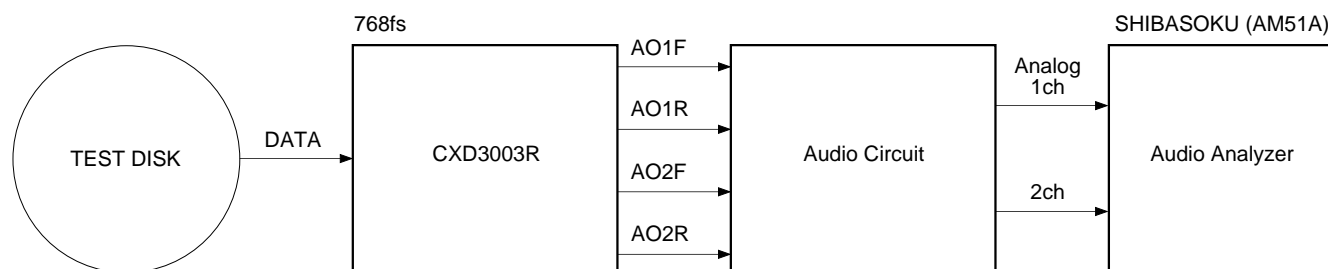 768fs
SHIBASOKU (AM51A)
TEST DISK
DATA
CXD3003R
AO1F
AO1R
AO2F
AO2R
Audio Circuit
Analog
1ch
2ch
Audio Analyzer